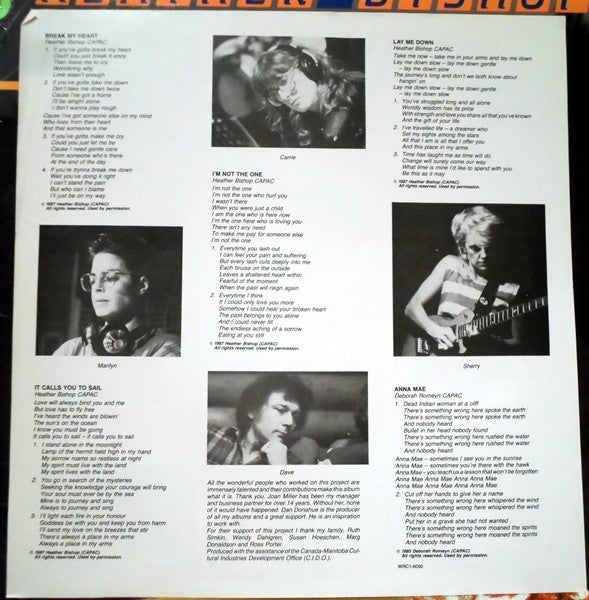 HEATHER BISHOP
BREAK MY HEART
Heather Bishop CAPAC
1. If you've gotta break my heart
Could you just break it once
Then leave me to cry
Wondering why
Love wasn't enough
2. If you've gotta take me down
Don't take me down twice
Cause I've got a home
I'll be alright alone
I don't wanna play rough
Cause I've got someone else on my mind
Who lives from their heart
And that someone is me
3. If you've gotta make me cry
Could you just let me be
Cause I need gentle care
From someone who's there
At the end of the day
4. If you're trynna break me down
Well you're doing it right
I can't stand the pain
But who can I blame
I'll just be on my way
© 1987 Heather Bishop (CAPAC)
All rights reserved. Used by permission.
Marilyn
IT CALLS YOU TO SAIL
Heather Bishop CAPAC
Love will always bind you and me
But love has to fly free
I've heard the winds are blowin'
The sun's on the ocean
I know you must be going
It calls you to sail – it calls you to sail
1. I stand alone in the moonlight
Lamp of the hermit held high in my hand
My sorrow roams so restless at night
My spirit must live with the land
My spirit lives with the land
2. You go in search of the mysteries
Seeking the knowledge your courage will bring
Your soul must ever be by the sea
Mine is to journey and sing
Always to journey and sing
3. I'll light each fire in your honour
Goddess be with you and keep you from harm
I'll send my love on the breezes that stir
There's always a place in my arms
Always a place in my arms
© 1987 Heather Bishop (CAPAC)
All rights reserved. Used by permission.
Carrie
I'M NOT THE ONE
Heather Bishop CAPAC
I'm not the one
I'm not the one who hurt you
I wasn't there
When you were just a child
I am the one who is here now
I'm the one here who is loving you
There isn't any need
To make me pay for someone else
I'm not the one
1. Everytime you lash out
I can feel your pain and suffering
But every lash cuts deeply into me
Each bruise on the outside
Leaves a shattered heart within
Fearful of the moment
When the past will reign again
2. Everytime I think
If I could only love you more
Somehow I could heal your broken heart
The past belongs to you alone
And I could never fill
The endless aching of a sorrow
Eating at you still
© 1987 Heather Bishop (CAPAC)
All rights reserved. Used by permission.
Dave
All the wonderful people who worked on this project are
immensely talented and their contributions make this album
what it is. Thank you. Joan Miller has been my manager
and business partner for over 14 years. Without her, none
of it would have happened. Dan Donahue is the producer
of all my albums and a great support. He is an inspiration
to work with.
For their support of this project I thank my family, Ruth
Simkin, Wendy Dahlgren, Susan Hoeschen, Marg
Donaldson and Ross Porter.
Produced with the assistance of the Canada-Manitoba Cul-
tural Industries Development Office (C.I.D.O.).
LAY ME DOWN
Heather Bishop CAPAC
Take me now – take me in your arms and lay me down
Lay me down slow – lay me down gentle
– lay me down slow
The journey's long and don't we both know about
hangin' on
Lay me down slow – lay me down gentle
– lay me down slow
1. You've struggled long and all alone
Worldly wisdom has its price
With strength and love you share all that you've known
And the gift of your life
2. I've travelled life – a dreamer who
Set my sights among the stars
All that I am is all that I offer you
And this place in my arms
3. Time has taught me as time will do
Change will surely come our way
What time is mine I'd like to spend with you
Be this as it may
© 1987 Heather Bishop (CAPAC)
All rights reserved. Used by permission.
Sherry
ANNA MAE
Deborah Romeyn CAPAC
1. Dead Indian woman at a cliff
There's something wrong here spoke the earth
There's something wrong here spoke the earth
And nobody heard
Bullet in her head nobody found
There's something wrong here rushed the water
There's something wrong here rushed the water
And nobody heard
Anna Mae – sometimes I see you in the sunrise
Anna Mae – sometimes you're there with the hawk
Anna Mae – you teach us a lesson that we can't be forgotten
Anna Mae Anna Mae Anna Mae Anna Mae
Anna Mae Anna Mae Anna Mae Anna Mae
2. Cut off her hands to give her a name
There's something wrong here whispered the wind
There's something wrong here whispered the wind
And nobody heard
Put her in a grave she had not wanted
There's something wrong here moaned the spirits
There's something wrong here moaned the spirits
And nobody heard
© 1985 Deborah Romeyn (CAPAC)
All rights reserved. Used by permission.
WRC1-6050